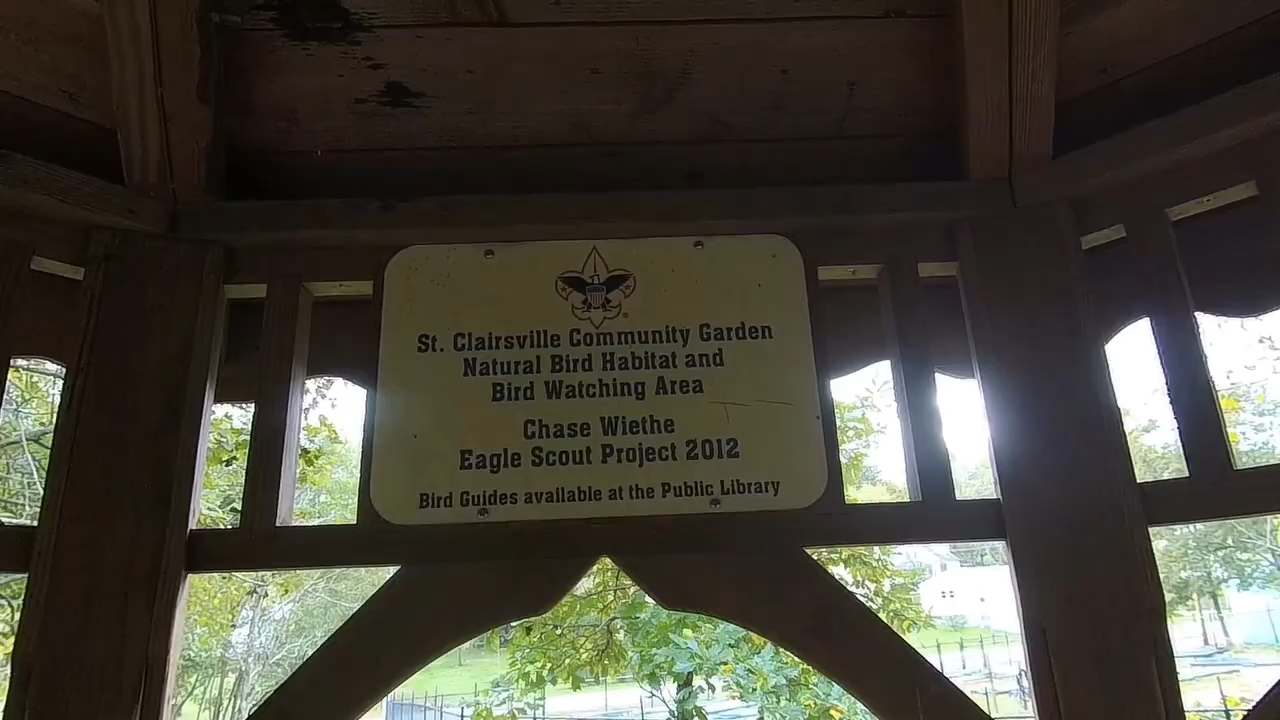 St. Clairsville Community Garden
Natural Bird Habitat and
Bird Watching Area
Chase Wiethe
Eagle Scout Project 2012
Bird Guides available at the Public Library